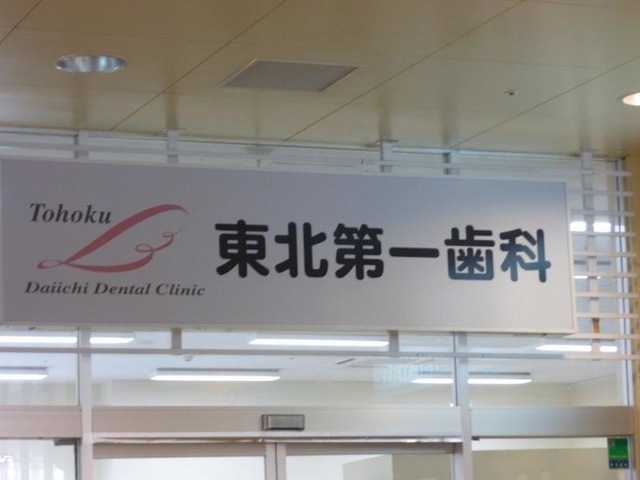 Tohoku
Daiichi Dental Clinic
東北第一歯科